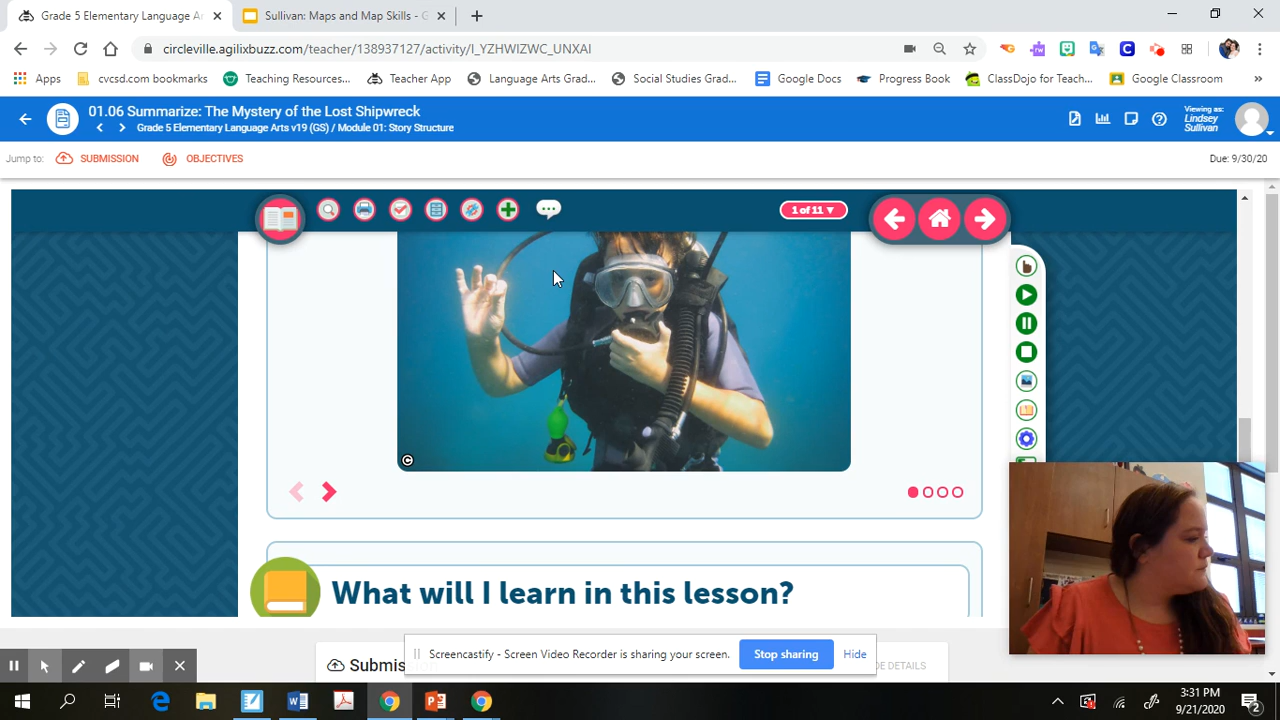 Grade 5 Elementary Language Ar
Sullivan: Maps and Map Skills - G
circleville.agilixbuzz.com/teacher/138937127/activity/I_YZHWIZWC_UNXAI
Apps
cvcsd.com bookmarks
Teaching Resources...
Teacher App
Language Arts Grad...
Social Studies Grad...
Google Docs
Progress Book
ClassDojo for Teach...
Google Classroom
»
01.06 Summarize: The Mystery of the Lost Shipwreck
Grade 5 Elementary Language Arts v19 (GS) / Module 01: Story Structure
Viewing as:
Lindsey
Sullivan
Jump to:
SUBMISSION
OBJECTIVES
Due: 9/30/20
1 of 11 ▼
©
What will I learn in this lesson?
Screencastify - Screen Video Recorder is sharing your screen.
Stop sharing
Hide
Submiss
DE DETAILS
3:31 PM
9/21/2020
2